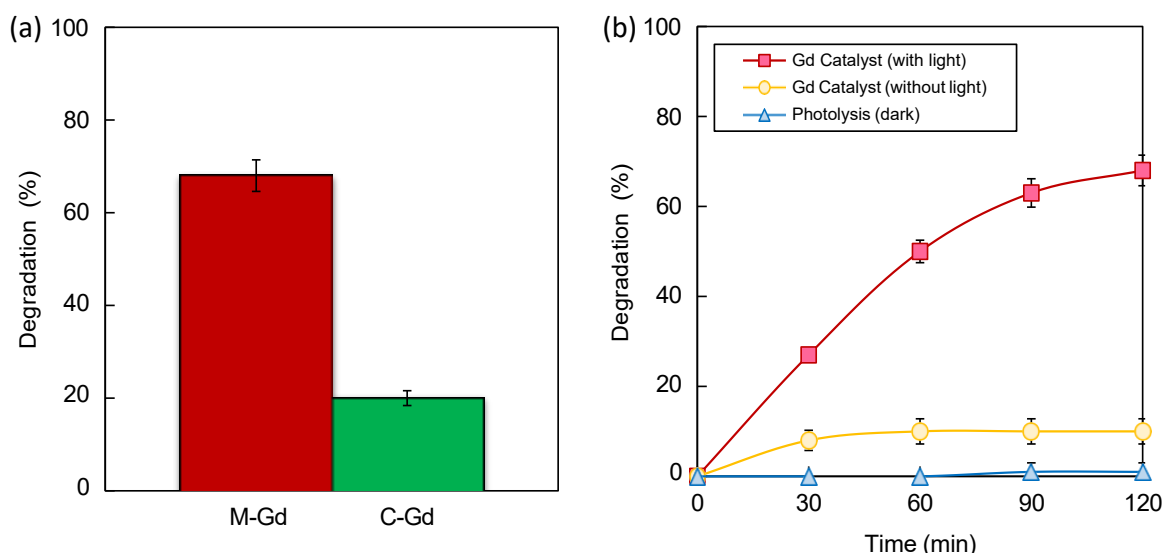 (a)
100
80
60
40
20
0
Degradation (%)
M-Gd
C-Gd
(b)
Gd Catalyst (with light)
Gd Catalyst (without light)
Photolysis (dark)
100
80
60
40
20
0
Degradation (%)
0
30
60
90
120
Time (min)